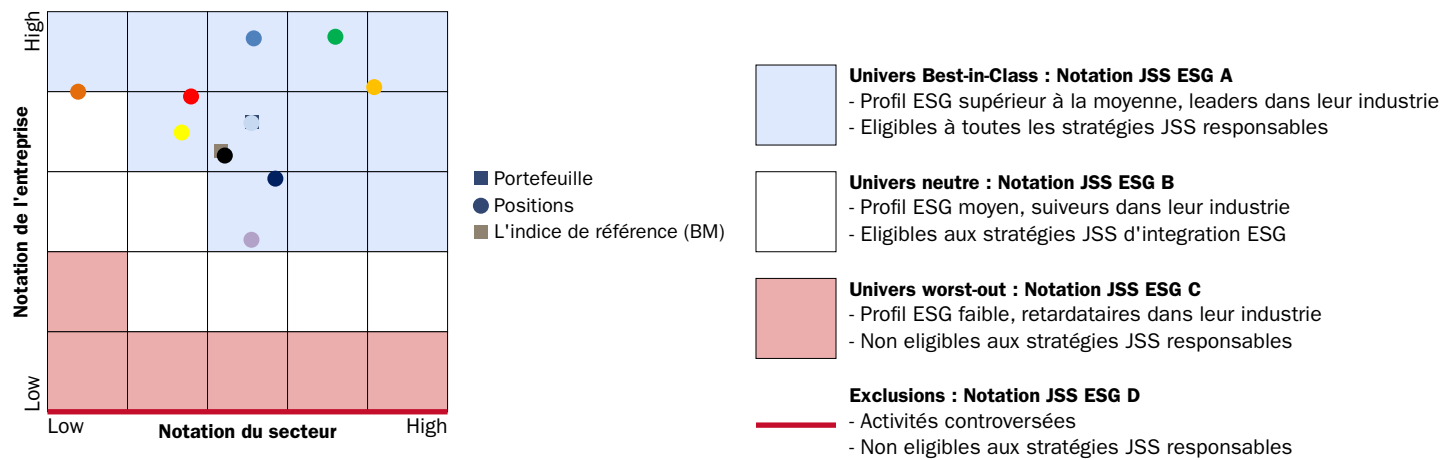 High
Notation de l'entreprise
Low
Low
Notation du secteur
High
Portefeuille
Positions
L'indice de référence (BM)
Univers Best-in-Class : Notation JSS ESG A
- Profil ESG supérieur à la moyenne, leaders dans leur industrie
- Eligibles à toutes les stratégies JSS responsables
Univers neutre : Notation JSS ESG B
- Profil ESG moyen, suiveurs dans leur industrie
- Eligibles aux stratégies JSS d'integration ESG
Univers worst-out : Notation JSS ESG C
- Profil ESG faible, retardataires dans leur industrie
- Non eligibles aux stratégies JSS responsables
Exclusions : Notation JSS ESG D
- Activités controversées
- Non eligibles aux stratégies JSS responsables